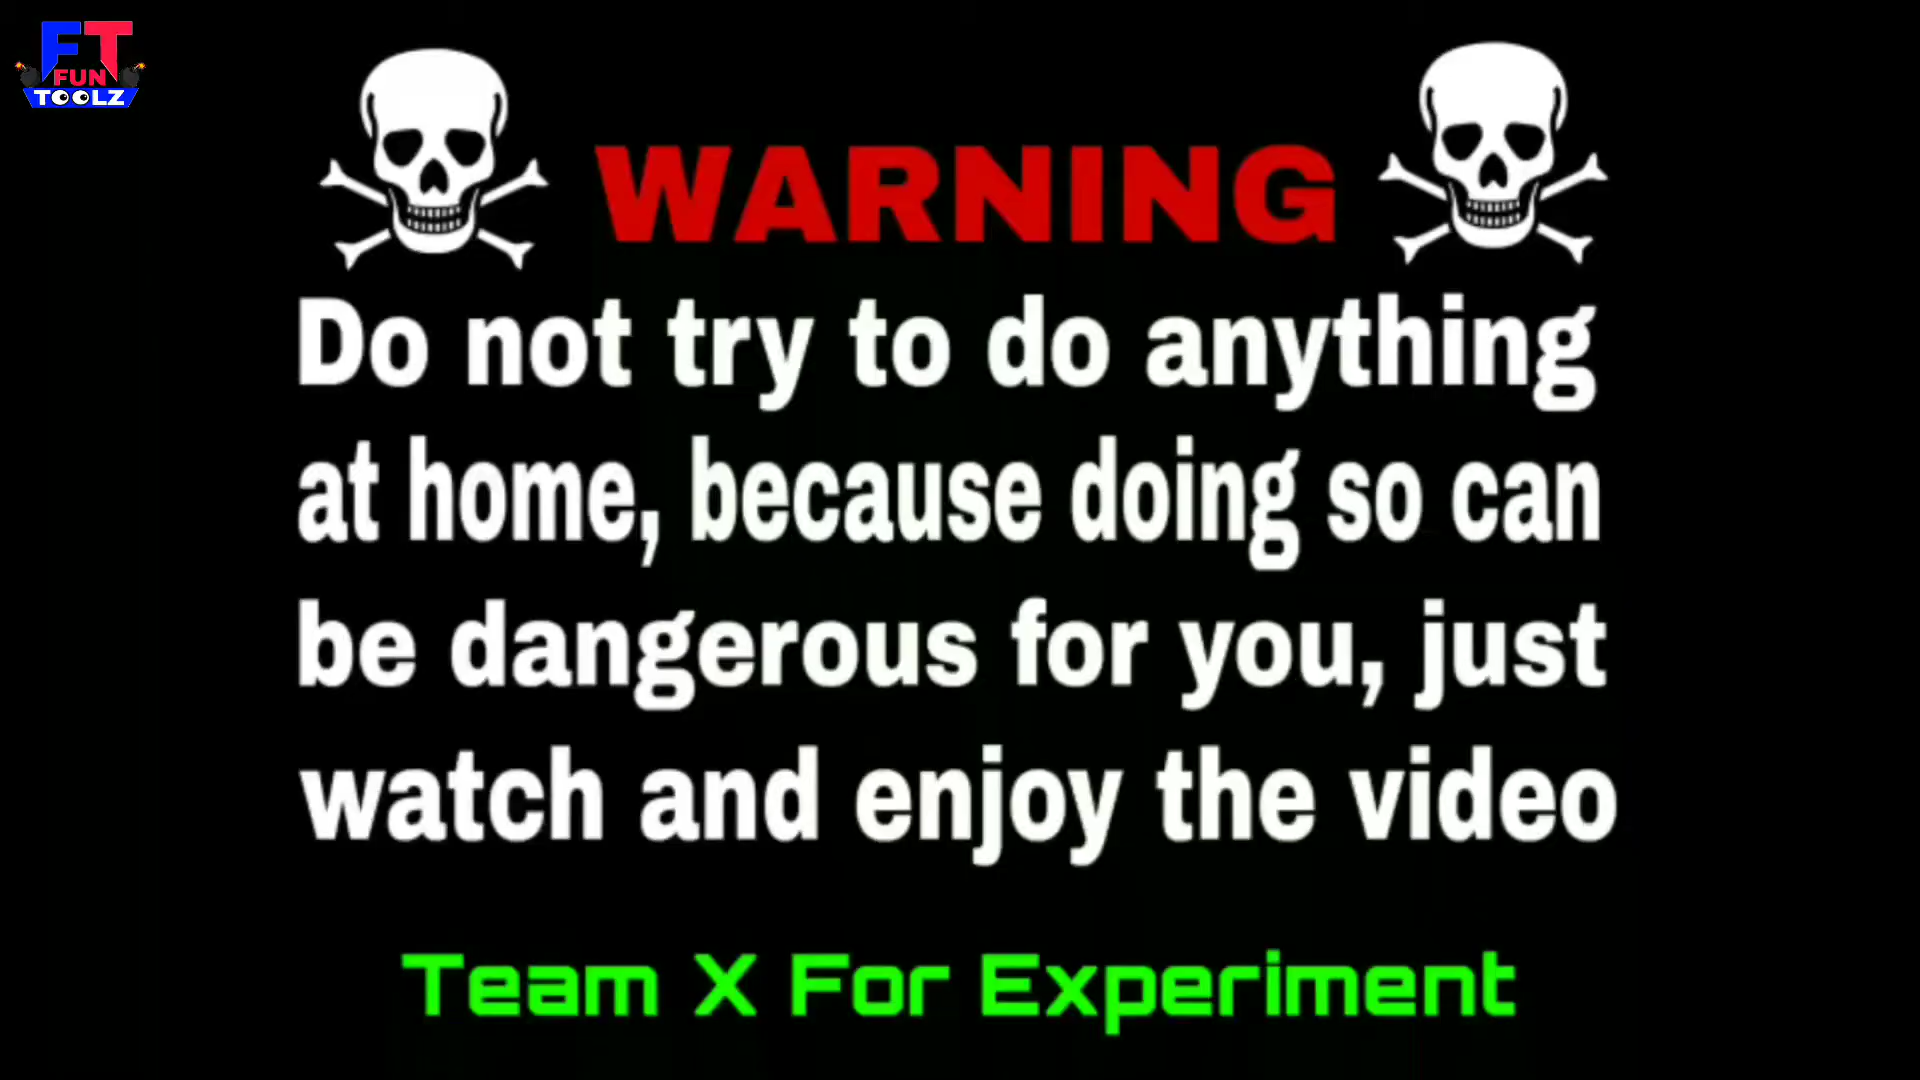 FT
FUN
TOOLZ
WARNING
Do not try to do anything
at home, because doing so can
be dangerous for you, just
watch and enjoy the video
Team X For Experiment